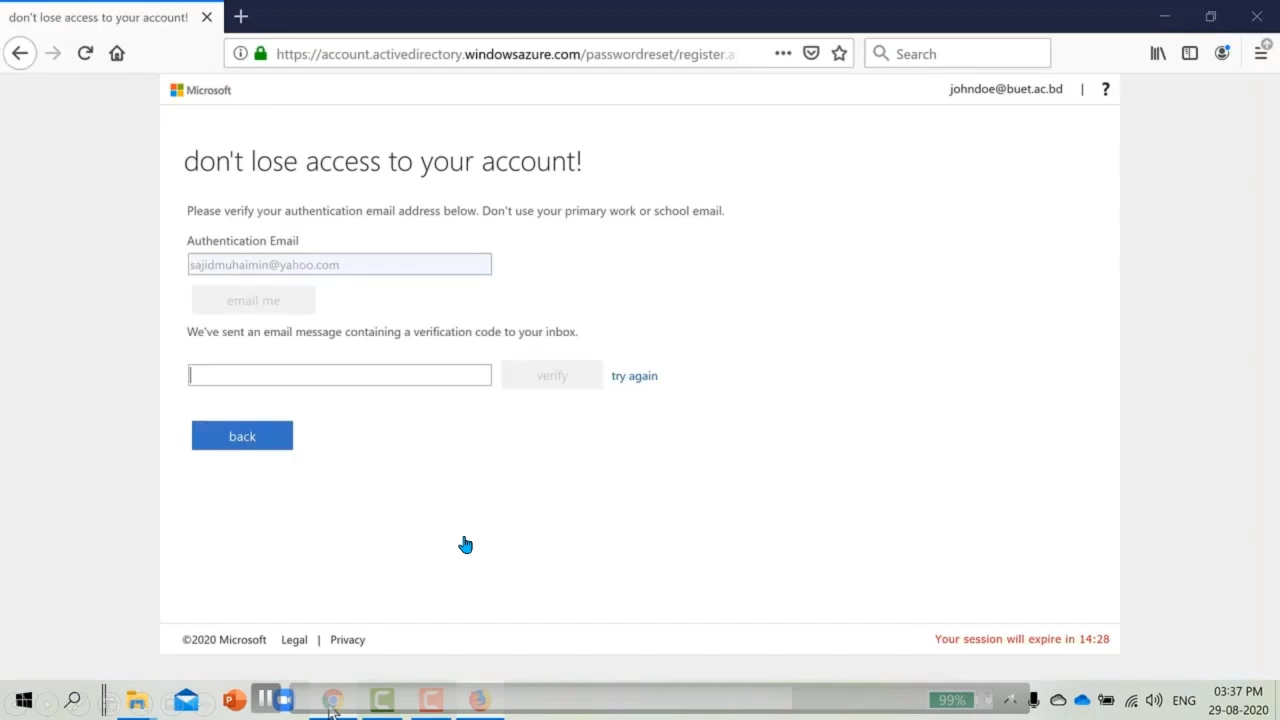 don't lose access to your account!
https://account.activedirectory.windowsazure.com/passwordreset/register.a
Search
Microsoft
johndoe@buet.ac.bd | ?
don't lose access to your account!
Please verify your authentication email address below. Don't use your primary work or school email.
Authentication Email
sajidmuhaimin@yahoo.com
email me
We've sent an email message containing a verification code to your inbox.
verify
try again
back
©2020 Microsoft Legal | Privacy
Your session will expire in 14:28
99%
ENG
03:37 PM
29-08-2020